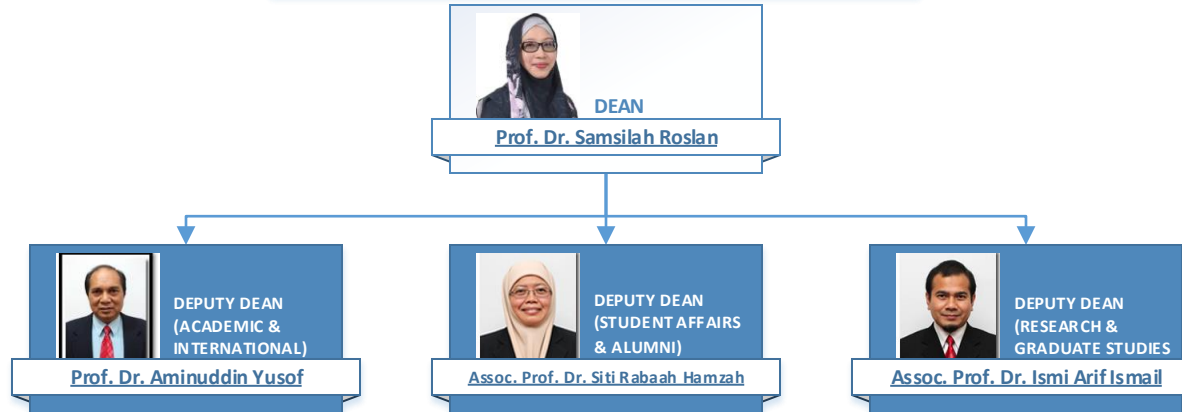 DEAN
Prof. Dr. Samsilah Roslan
DEPUTY DEAN
(ACADEMIC &
INTERNATIONAL)
Prof. Dr. Aminuddin Yusof
DEPUTY DEAN
(STUDENT AFFAIRS
& ALUMNI)
Assoc. Prof. Dr. Siti Rabaah Hamzah
DEPUTY DEAN
(RESEARCH &
GRADUATE STUDIES
Assoc. Prof. Dr. Ismi Arif Ismail